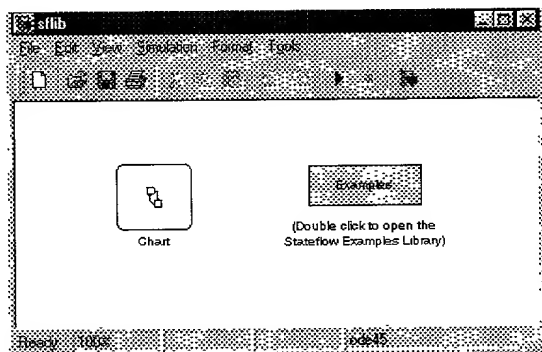 sflib
File Edit View Simulation Format Tools
Examples
Chart
(Double click to open the
Stateflow Examples Library)
Ready 100% ode45